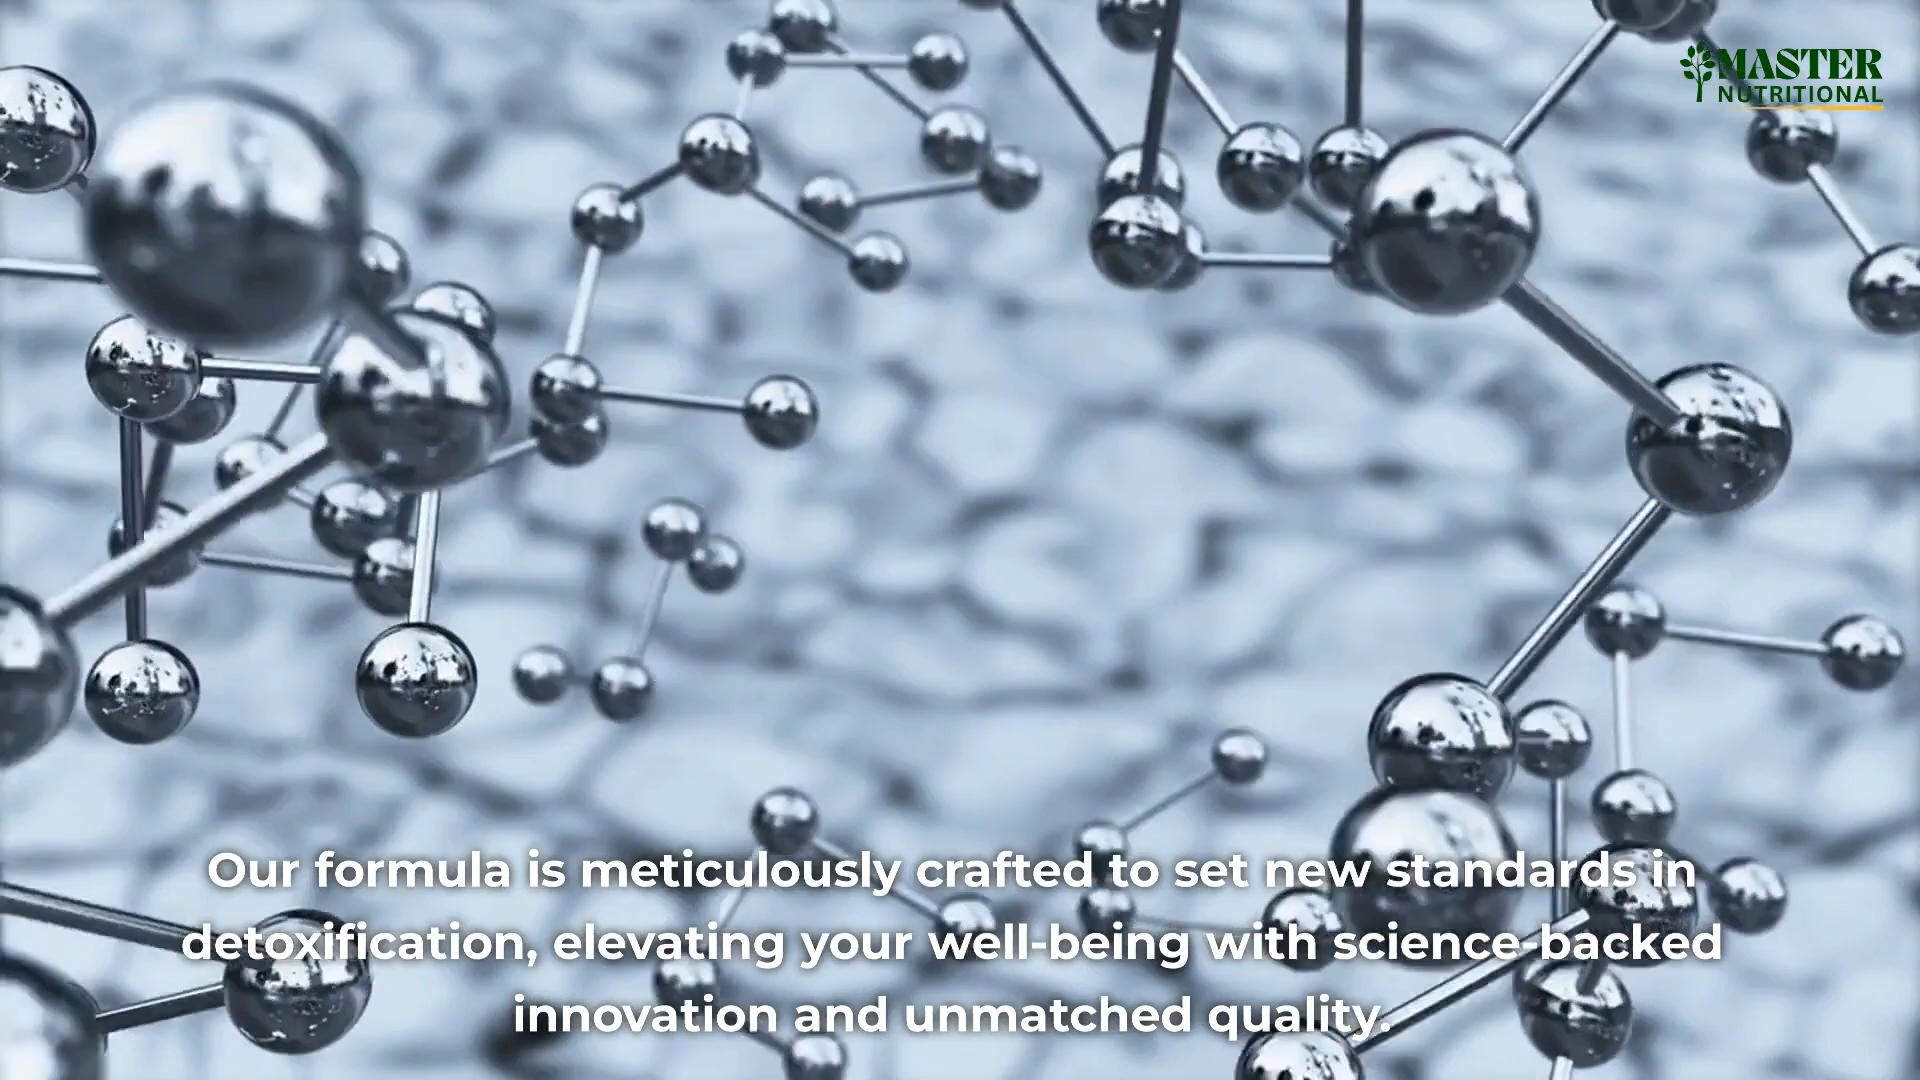 MASTER
NUTRITIONAL
Our formula is meticulously crafted to set new standards in
detoxification, elevating your well-being with science-backed
innovation and unmatched quality.